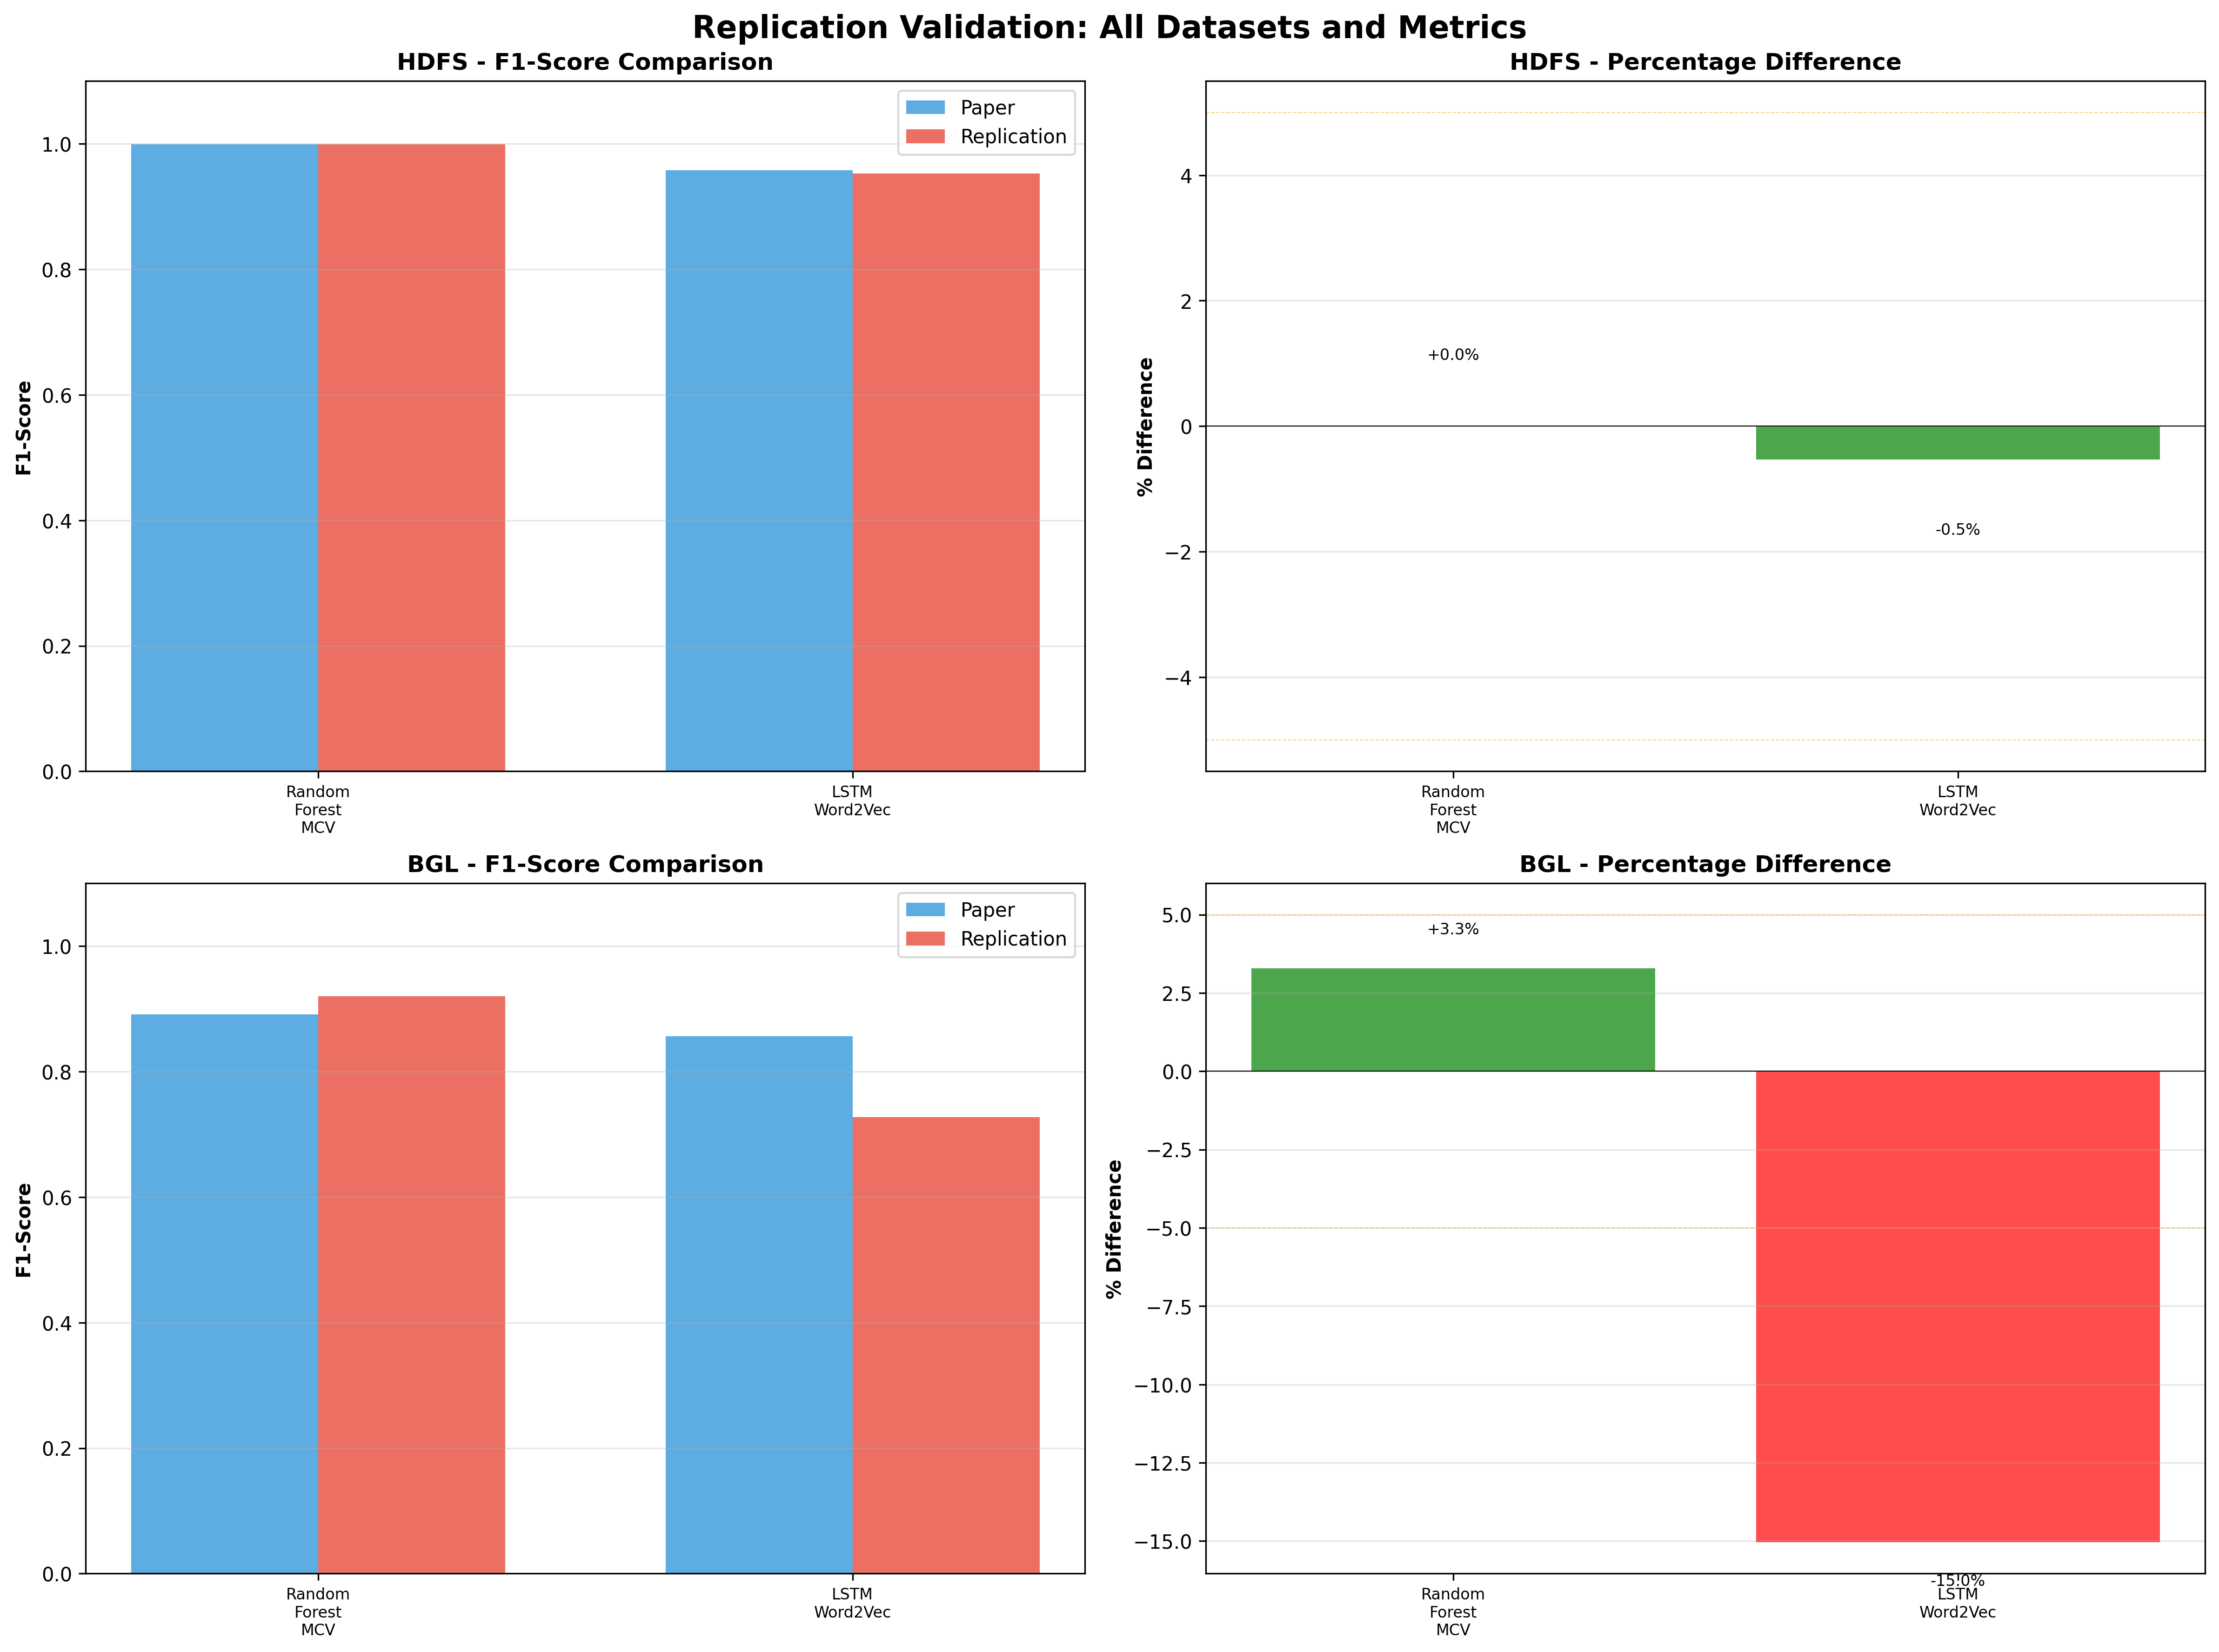 Replication Validation: All Datasets and Metrics
HDFS - F1-Score Comparison
F1-Score
1.0
0.8
0.6
0.4
0.2
0.0
Paper
Replication
Random
Forest
MCV
LSTM
Word2Vec
HDFS - Percentage Difference
% Difference
4
2
0
−2
−4
+0.0%
-0.5%
Random
Forest
MCV
LSTM
Word2Vec
BGL - F1-Score Comparison
F1-Score
1.0
0.8
0.6
0.4
0.2
0.0
Paper
Replication
Random
Forest
MCV
LSTM
Word2Vec
BGL - Percentage Difference
% Difference
5.0
2.5
0.0
−2.5
−5.0
−7.5
−10.0
−12.5
−15.0
+3.3%
-15.0%
Random
Forest
MCV
LSTM
Word2Vec